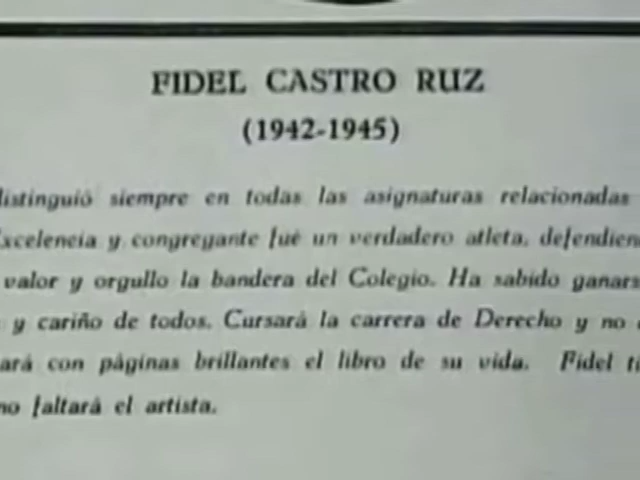 FIDEL CASTRO RUZ
(1942-1945)
distinguió siempre en todas las asignaturas relacionadas
Excelencia y congregante fué un verdadero atleta, defendien
valor y orgullo la bandera del Colegio. Ha sabido ganars
y cariño de todos. Cursará la carrera de Derecho y no
ará con páginas brillantes el libro de su vida. Fidel ti
no faltará el artista.